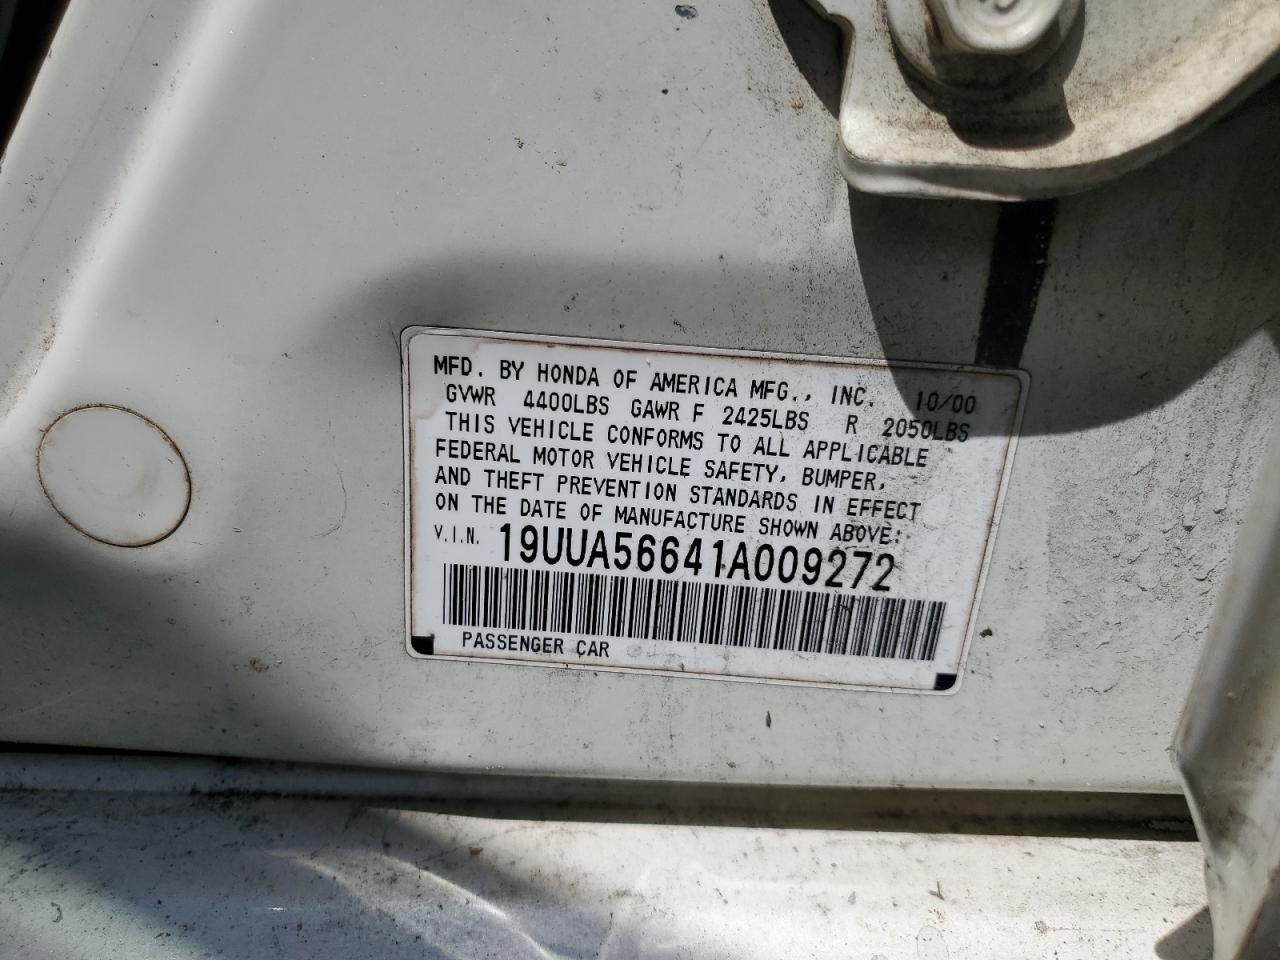 MFD. BY HONDA OF AMERICA MFG., INC. 10/00
GVWR 4400LBS GAWR F 2425LBS R 2050LBS
THIS VEHICLE CONFORMS TO ALL APPLICABLE
FEDERAL MOTOR VEHICLE SAFETY, BUMPER,
AND THEFT PREVENTION STANDARDS IN EFFECT
ON THE DATE OF MANUFACTURE SHOWN ABOVE:
V.I.N. 19UUA56641A009272
PASSENGER CAR